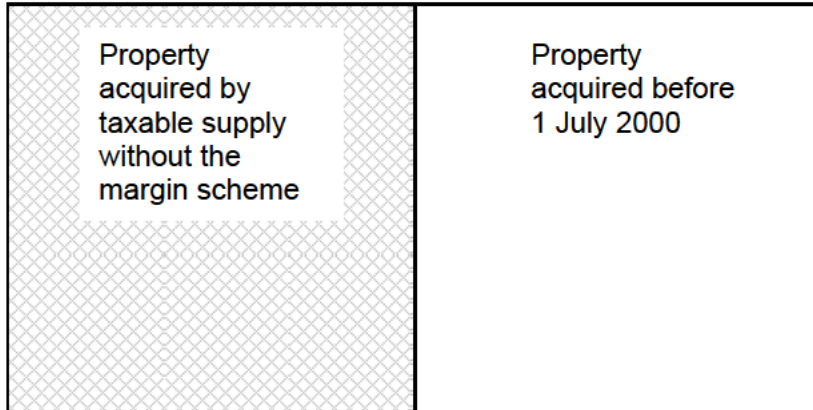 Property
acquired by
taxable supply
without the
margin scheme
Property
acquired before
1 July 2000